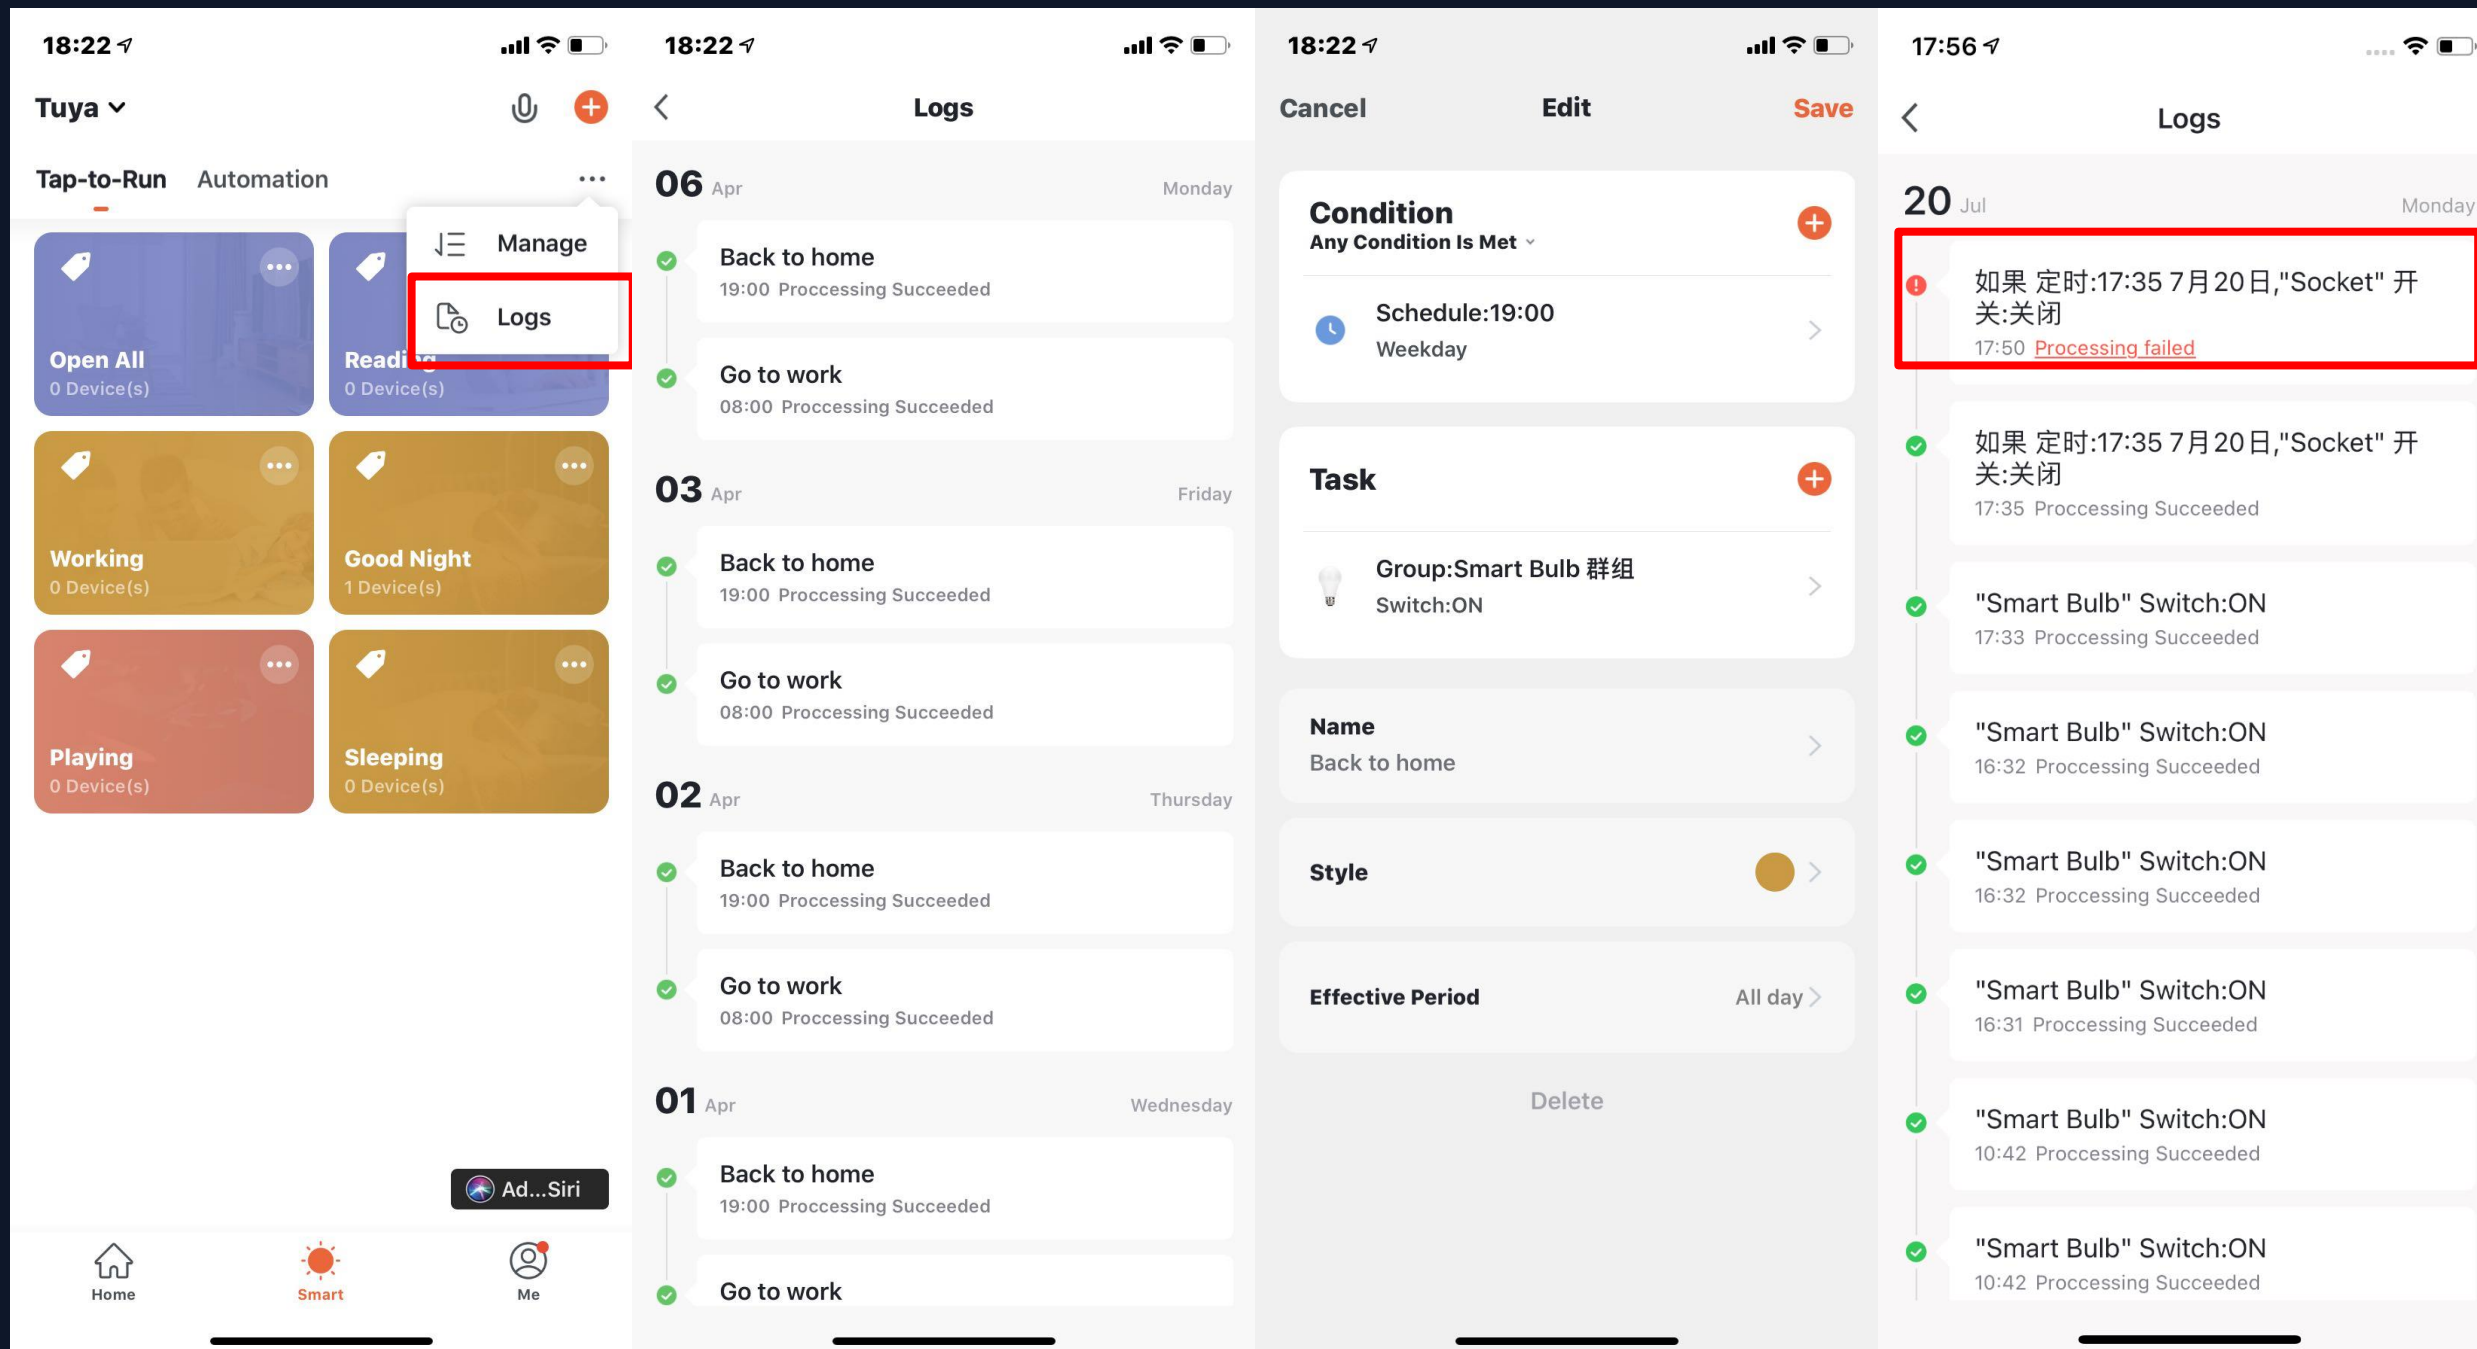 18:22
Tuya
Tap-to-Run Automation
Manage
Logs
Open All
0 Device(s)
Reading
0 Device(s)
Working
0 Device(s)
Good Night
1 Device(s)
Playing
0 Device(s)
Sleeping
0 Device(s)
Ad...Siri
Home
Smart
Me
18:22
Logs
06 Apr Monday
Back to home
19:00 Proccessing Succeeded
Go to work
08:00 Proccessing Succeeded
03 Apr Friday
Back to home
19:00 Proccessing Succeeded
Go to work
08:00 Proccessing Succeeded
02 Apr Thursday
Back to home
19:00 Proccessing Succeeded
Go to work
08:00 Proccessing Succeeded
01 Apr Wednesday
Back to home
19:00 Proccessing Succeeded
Go to work
18:22
Cancel Edit Save
Condition
Any Condition Is Met
Schedule:19:00
Weekday
Task
Group:Smart Bulb 群组
Switch:ON
Name
Back to home
Style
Effective Period All day
Delete
17:56
Logs
20 Jul Monday
如果 定时:17:35 7月20日,"Socket" 开
关:关闭
17:50 Processing failed
如果 定时:17:35 7月20日,"Socket" 开
关:关闭
17:35 Proccessing Succeeded
"Smart Bulb" Switch:ON
17:33 Proccessing Succeeded
"Smart Bulb" Switch:ON
16:32 Proccessing Succeeded
"Smart Bulb" Switch:ON
16:32 Proccessing Succeeded
"Smart Bulb" Switch:ON
16:31 Proccessing Succeeded
"Smart Bulb" Switch:ON
10:42 Proccessing Succeeded
"Smart Bulb" Switch:ON
10:42 Proccessing Succeeded